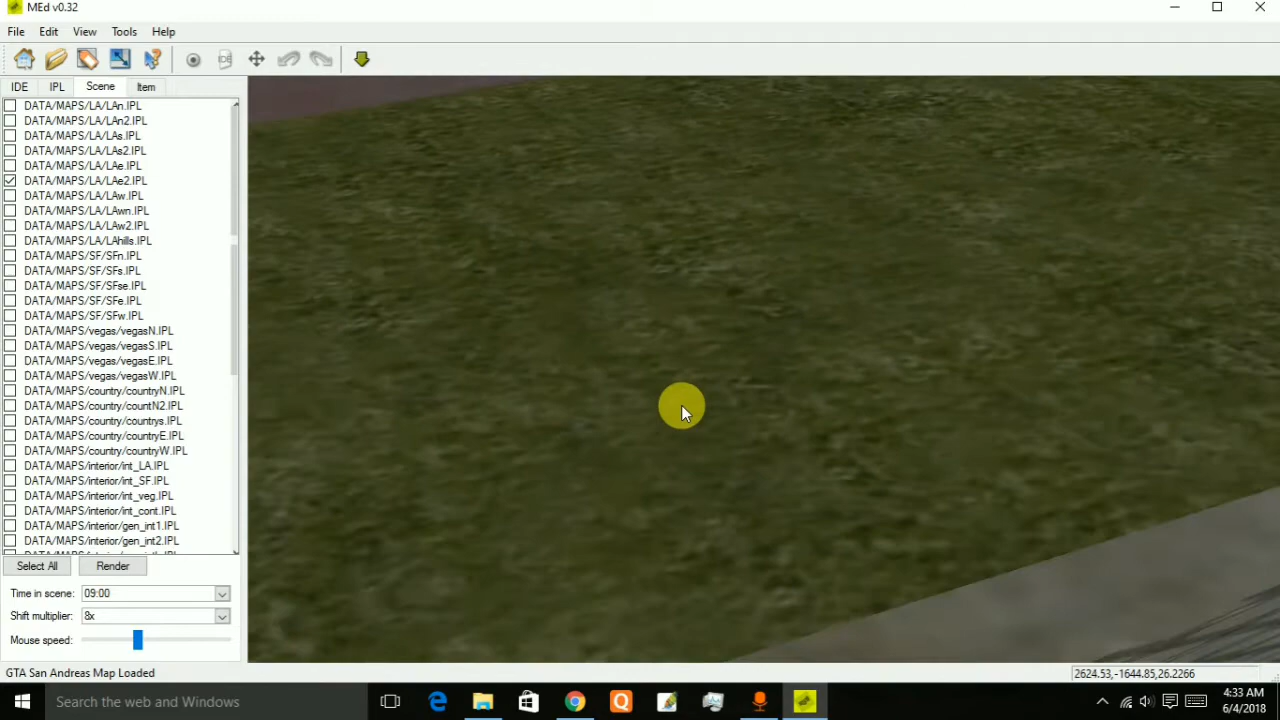 MEd v0.32
File Edit View Tools Help
IDE IPL Scene Item
DATA/MAPS/LA/LAn.IPL
DATA/MAPS/LA/LAn2.IPL
DATA/MAPS/LA/LAs.IPL
DATA/MAPS/LA/LAs2.IPL
DATA/MAPS/LA/LAe.IPL
DATA/MAPS/LA/LAe2.IPL
DATA/MAPS/LA/LAw.IPL
DATA/MAPS/LA/LAwn.IPL
DATA/MAPS/LA/LAw2.IPL
DATA/MAPS/LA/LAhills.IPL
DATA/MAPS/SF/SFn.IPL
DATA/MAPS/SF/SFs.IPL
DATA/MAPS/SF/SFse.IPL
DATA/MAPS/SF/SFe.IPL
DATA/MAPS/SF/SFw.IPL
DATA/MAPS/vegas/vegasN.IPL
DATA/MAPS/vegas/vegasS.IPL
DATA/MAPS/vegas/vegasE.IPL
DATA/MAPS/vegas/vegasW.IPL
DATA/MAPS/country/countryN.IPL
DATA/MAPS/country/countN2.IPL
DATA/MAPS/country/countrys.IPL
DATA/MAPS/country/countryE.IPL
DATA/MAPS/country/countryW.IPL
DATA/MAPS/interior/int_LA.IPL
DATA/MAPS/interior/int_SF.IPL
DATA/MAPS/interior/int_veg.IPL
DATA/MAPS/interior/int_cont.IPL
DATA/MAPS/interior/gen_int1.IPL
DATA/MAPS/interior/gen_int2.IPL
Select All Render
Time in scene: 09:00
Shift multiplier: 8x
Mouse speed:
GTA San Andreas Map Loaded
2624.53,-1644.85,26.2266
Search the web and Windows
4:33 AM
6/4/2018